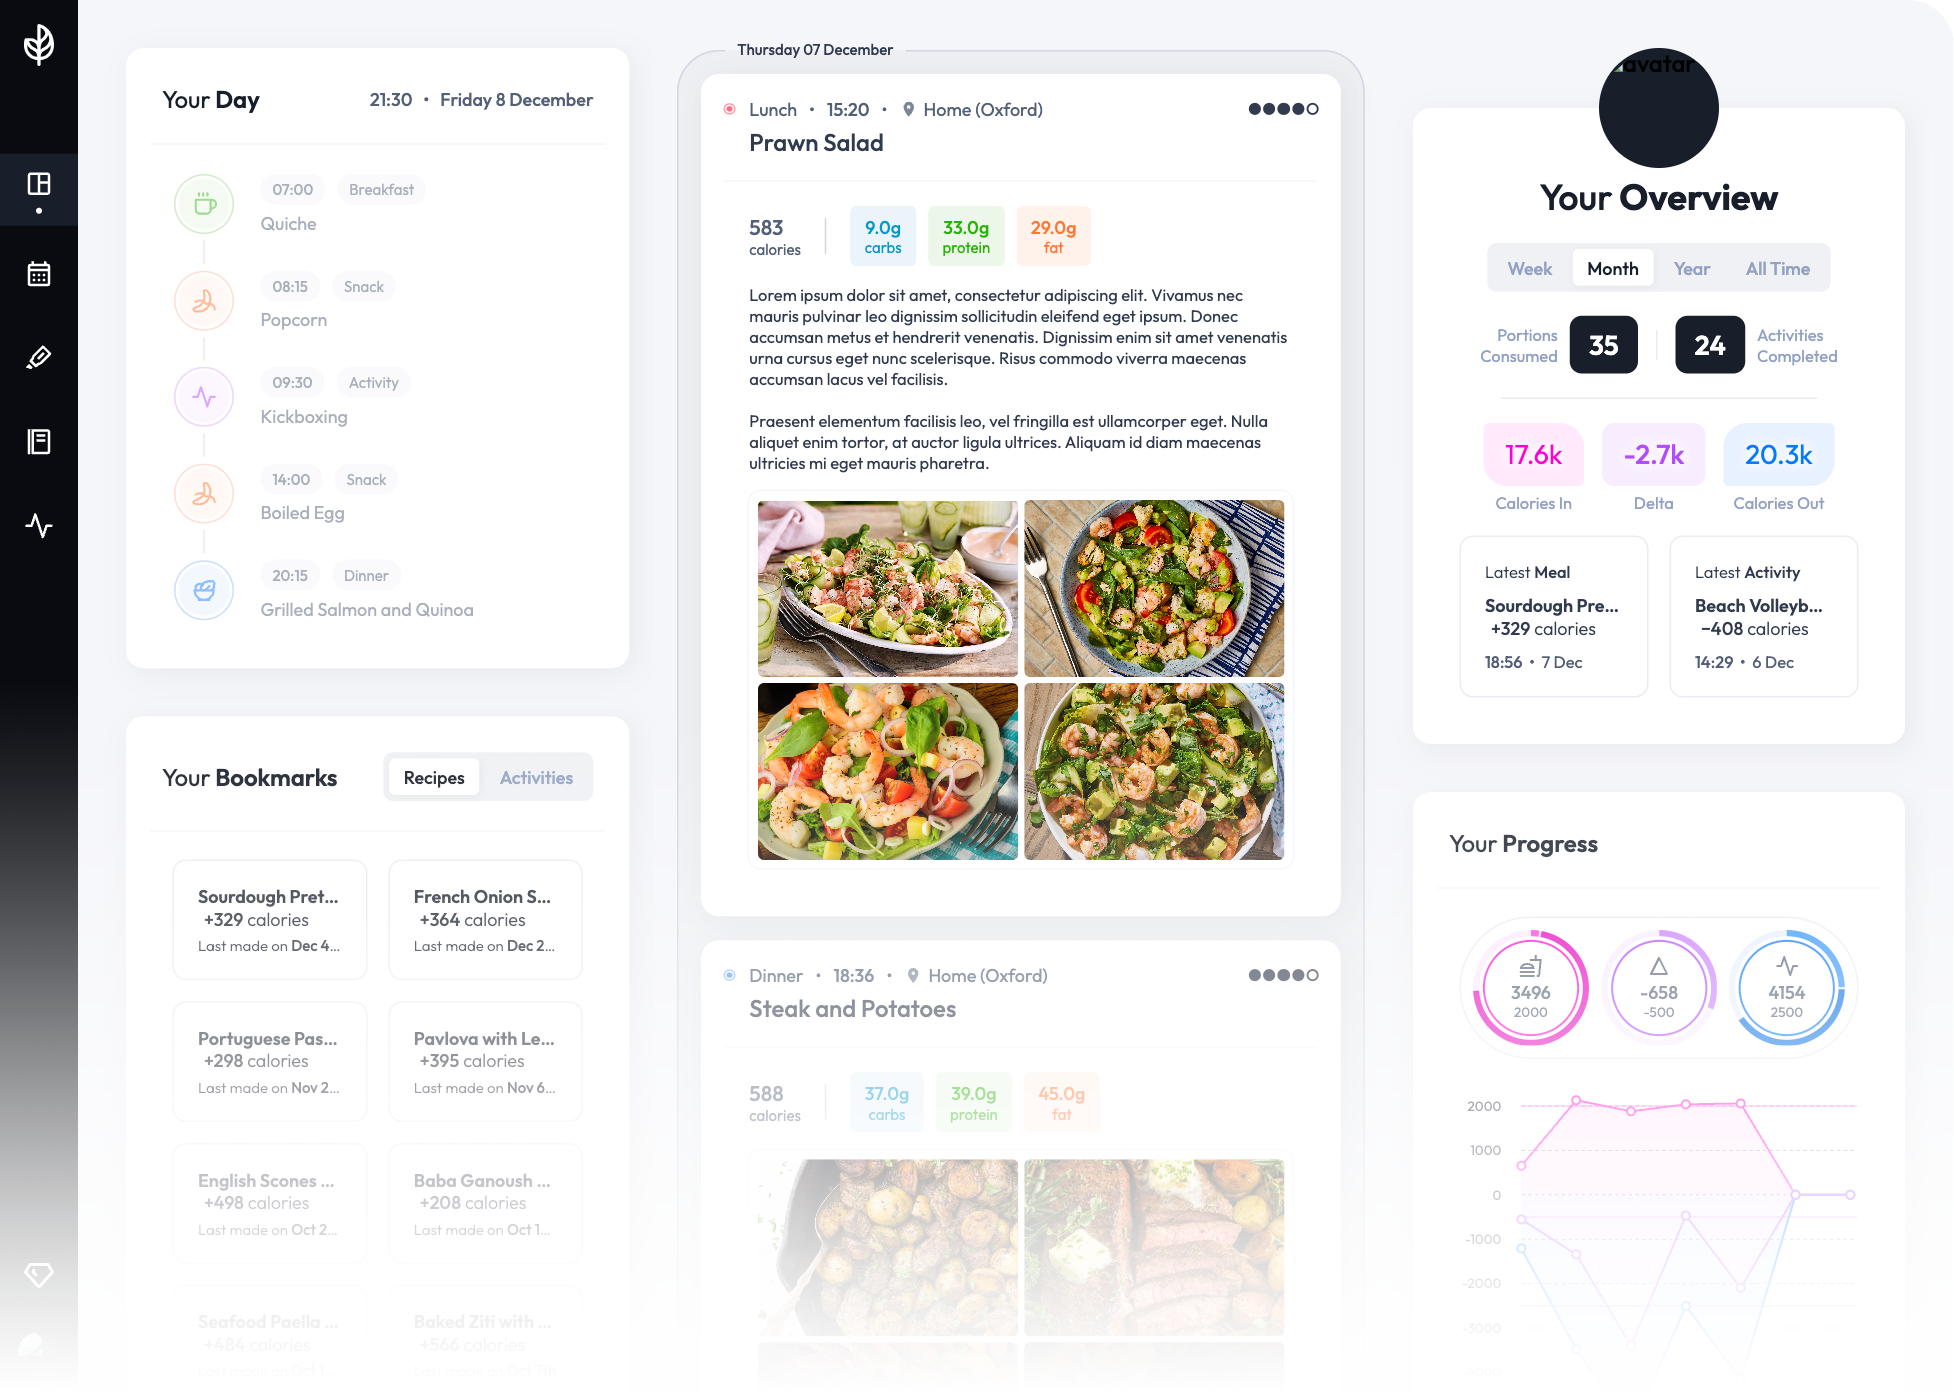 Your Day
21:30 • Friday 8 December
07:00 Breakfast
Quiche
08:15 Snack
Popcorn
09:30 Activity
Kickboxing
14:00 Snack
Boiled Egg
20:15 Dinner
Grilled Salmon and Quinoa
Your Bookmarks
Recipes Activities
Sourdough Pret...
+329 calories
Last made on Dec 4...
French Onion S...
+364 calories
Last made on Dec 2...
Portuguese Pas...
+298 calories
Last made on Nov 2...
Pavlova with Le...
+395 calories
Last made on Nov 6...
English Scones ...
+498 calories
Last made on Oct 2...
Baba Ganoush ...
+208 calories
Last made on Oct 1...
Seafood Paella ...
+484 calories
Last made on Oct 1...
Baked Ziti with ...
+566 calories
Last made on Oct 7th
Thursday 07 December
Lunch • 15:20 • Home (Oxford)
Prawn Salad
583
calories
9.0g
carbs
33.0g
protein
29.0g
fat
Lorem ipsum dolor sit amet, consectetur adipiscing elit. Vivamus nec
mauris pulvinar leo dignissim sollicitudin eleifend eget ipsum. Donec
accumsan metus et hendrerit venenatis. Dignissim enim sit amet venenatis
urna cursus eget nunc scelerisque. Risus commodo viverra maecenas
accumsan lacus vel facilisis.
Praesent elementum facilisis leo, vel fringilla est ullamcorper eget. Nulla
aliquet enim tortor, at auctor ligula ultrices. Aliquam id diam maecenas
ultricies mi eget mauris pharetra.
Dinner • 18:36 • Home (Oxford)
Steak and Potatoes
588
calories
37.0g
carbs
39.0g
protein
45.0g
fat
avatar
Your Overview
Week Month Year All Time
Portions
Consumed
35
24
Activities
Completed
17.6k
Calories In
-2.7k
Delta
20.3k
Calories Out
Latest Meal
Sourdough Pre...
+329 calories
18:56 • 7 Dec
Latest Activity
Beach Volleyb...
−408 calories
14:29 • 6 Dec
Your Progress
3496
2000
-658
-500
4154
2500
2000
1000
0
-1000
-2000
-3000
-4000